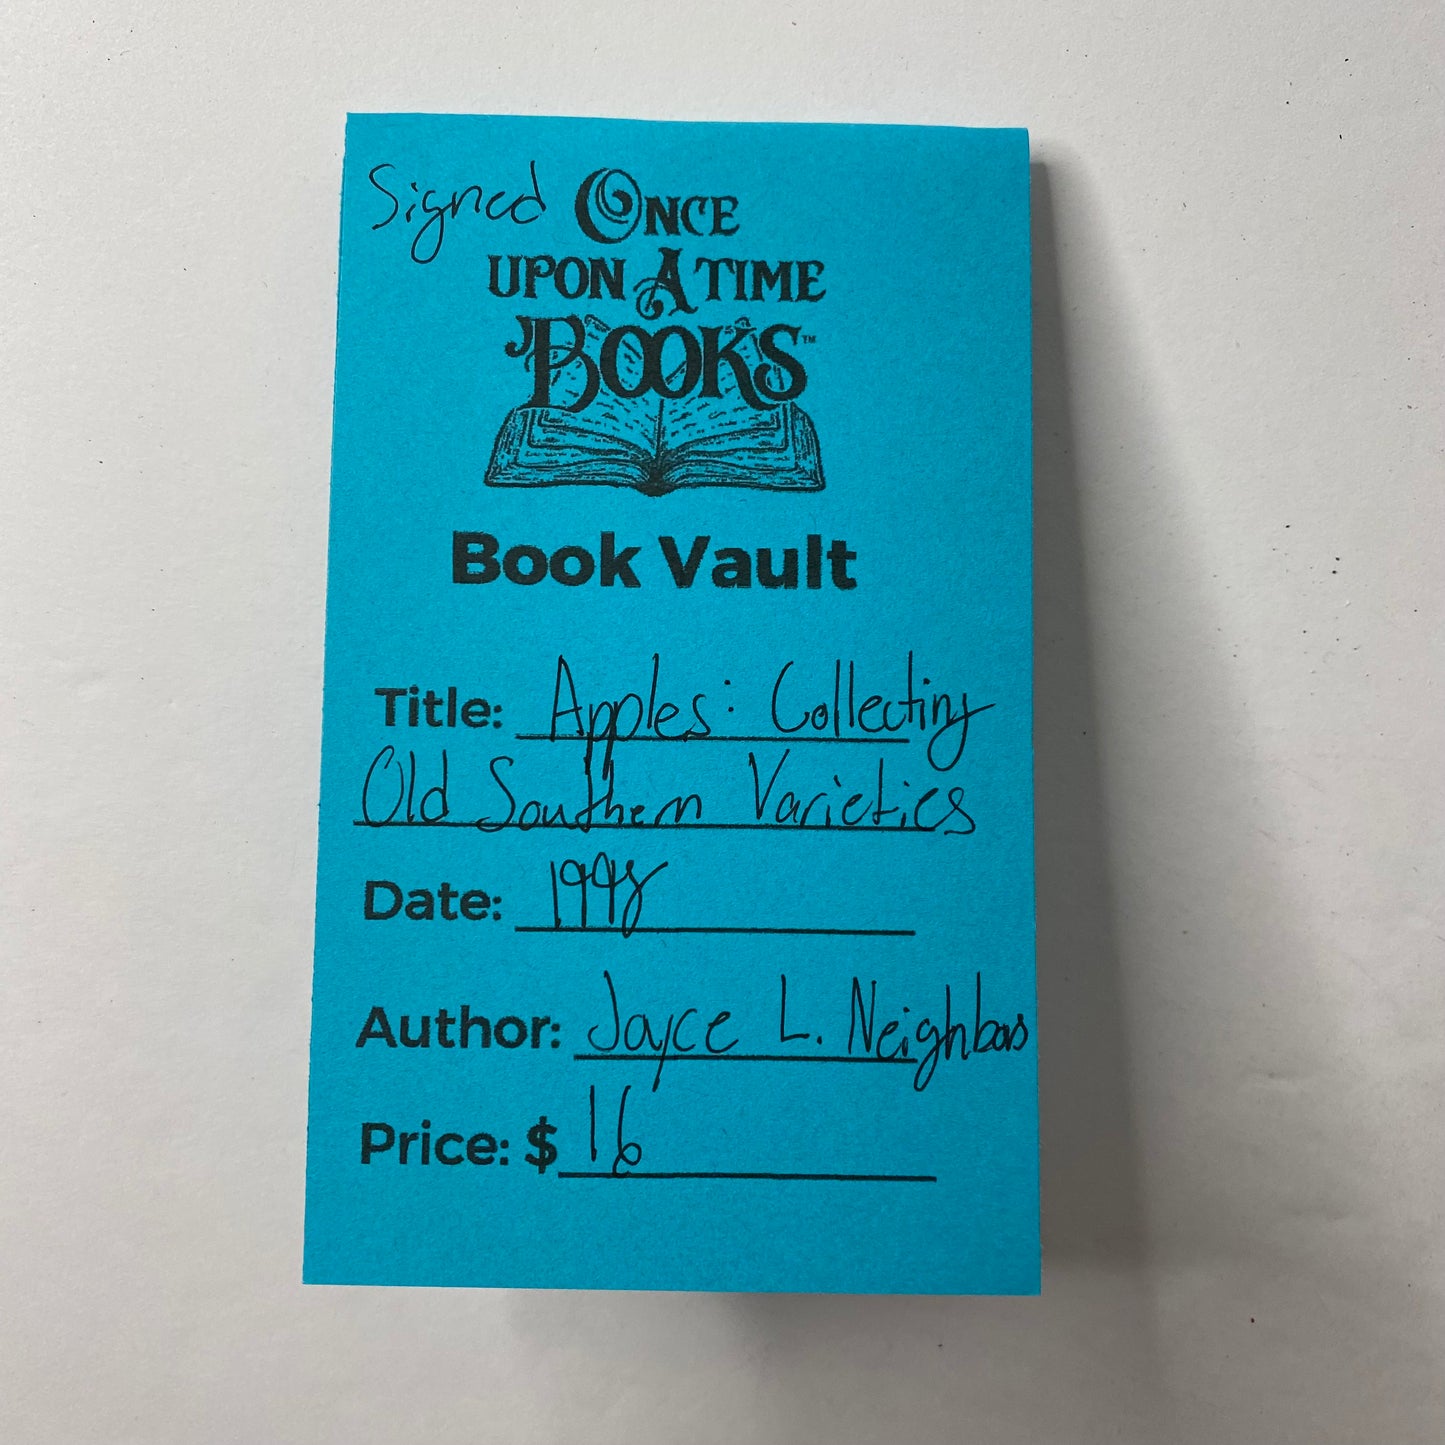 Signed
ONCE
UPON A TIME
BOOKS™
Book Vault
Title: Apples: Collecting
Old Southern Varieties
Date: 1998
Author: Joyce L. Neighbors
Price: $ 16